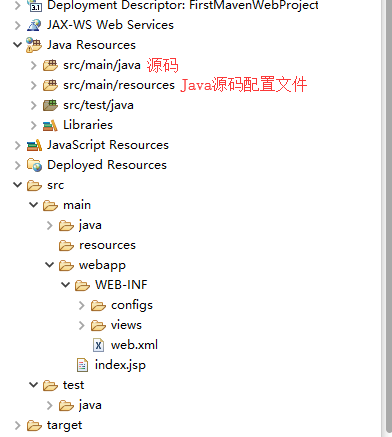 Deployment Descriptor: FirstMavenWebProject
JAX-WS Web Services
Java Resources
src/main/java 源码
src/main/resources Java源码配置文件
src/test/java
Libraries
JavaScript Resources
Deployed Resources
src
main
java
resources
webapp
WEB-INF
configs
views
web.xml
index.jsp
test
java
target